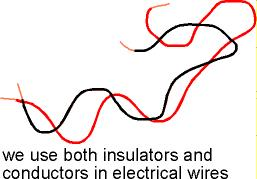 we use both insulators and
conductors in electrical wires